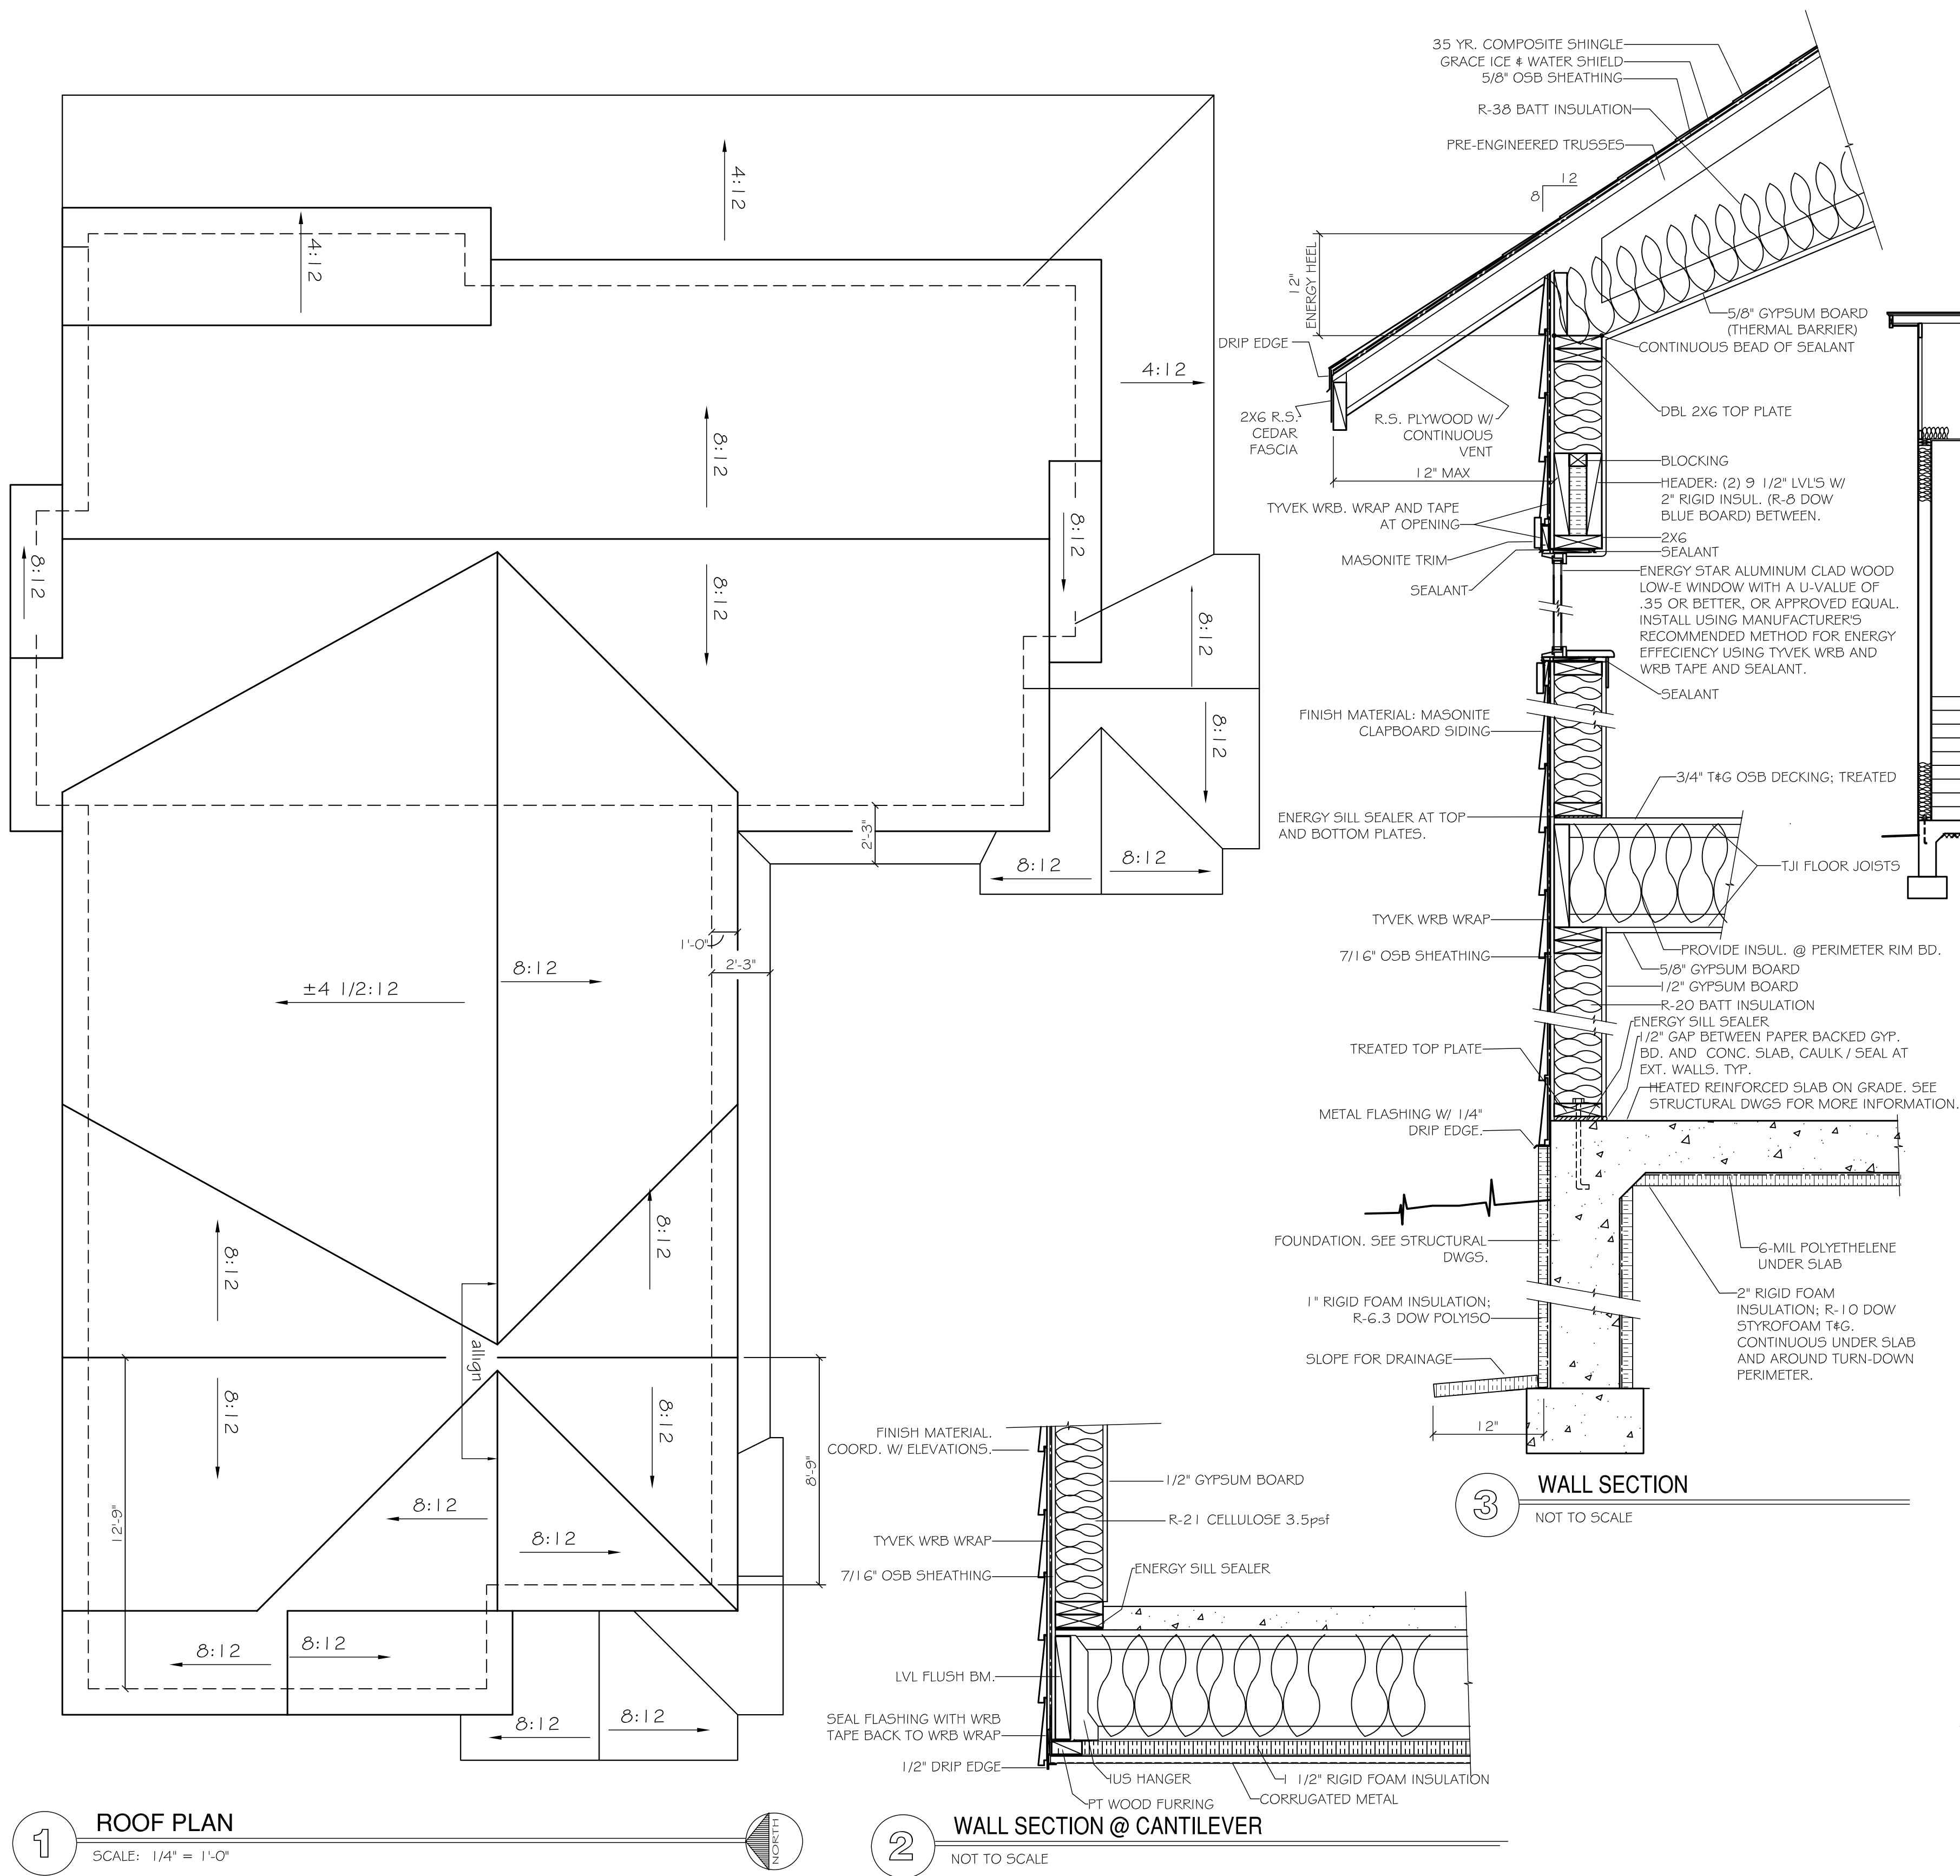 4:12
4:12
4:12
8:12
8:12
8:12
8:12
8:12
8:12
2'-3"
8:12
8:12
1'-0"
2'-3"
±4 1/2:12
8:12
8:12
8:12
allign
8:12
8:12
12'-9"
8'-9"
8:12
8:12
8:12
8:12
8:12
8:12
1
ROOF PLAN
SCALE: 1/4" = 1'-0"
NORTH
FINISH MATERIAL.
COORD. W/ ELEVATIONS.
TYVEK WRB WRAP
7/16" OSB SHEATHING
LVL FLUSH BM.
SEAL FLASHING WITH WRB
TAPE BACK TO WRB WRAP
1/2" DRIP EDGE
1/2" GYPSUM BOARD
R-21 CELLULOSE 3.5psf
ENERGY SILL SEALER
IUS HANGER
1 1/2" RIGID FOAM INSULATION
PT WOOD FURRING
CORRUGATED METAL
2
WALL SECTION @ CANTILEVER
NOT TO SCALE
35 YR. COMPOSITE SHINGLE
GRACE ICE & WATER SHIELD
5/8" OSB SHEATHING
R-38 BATT INSULATION
PRE-ENGINEERED TRUSSES
12
8
12"
ENERGY HEEL
DRIP EDGE
2X6 R.S.
CEDAR
FASCIA
R.S. PLYWOOD W/
CONTINUOUS
VENT
12" MAX
TYVEK WRB. WRAP AND TAPE
AT OPENING
MASONITE TRIM
SEALANT
FINISH MATERIAL: MASONITE
CLAPBOARD SIDING
ENERGY SILL SEALER AT TOP
AND BOTTOM PLATES.
TYVEK WRB WRAP
7/16" OSB SHEATHING
TREATED TOP PLATE
METAL FLASHING W/ 1/4"
DRIP EDGE.
FOUNDATION. SEE STRUCTURAL
DWGS.
1" RIGID FOAM INSULATION;
R-6.3 DOW POLYISO
SLOPE FOR DRAINAGE
12"
5/8" GYPSUM BOARD
(THERMAL BARRIER)
CONTINUOUS BEAD OF SEALANT
DBL 2X6 TOP PLATE
BLOCKING
HEADER: (2) 9 1/2" LVL'S W/
2" RIGID INSUL. (R-8 DOW
BLUE BOARD) BETWEEN.
2X6
SEALANT
ENERGY STAR ALUMINUM CLAD WOOD
LOW-E WINDOW WITH A U-VALUE OF
.35 OR BETTER, OR APPROVED EQUAL.
INSTALL USING MANUFACTURER'S
RECOMMENDED METHOD FOR ENERGY
EFFECIENCY USING TYVEK WRB AND
WRB TAPE AND SEALANT.
SEALANT
3/4" T&G OSB DECKING; TREATED
TJI FLOOR JOISTS
PROVIDE INSUL. @ PERIMETER RIM BD.
5/8" GYPSUM BOARD
1/2" GYPSUM BOARD
R-20 BATT INSULATION
ENERGY SILL SEALER
1/2" GAP BETWEEN PAPER BACKED GYP.
BD. AND CONC. SLAB, CAULK / SEAL AT
EXT. WALLS. TYP.
HEATED REINFORCED SLAB ON GRADE. SEE
STRUCTURAL DWGS FOR MORE INFORMATION.
6-MIL POLYETHELENE
UNDER SLAB
2" RIGID FOAM
INSULATION; R-10 DOW
STYROFOAM T&G.
CONTINUOUS UNDER SLAB
AND AROUND TURN-DOWN
PERIMETER.
3
WALL SECTION
NOT TO SCALE